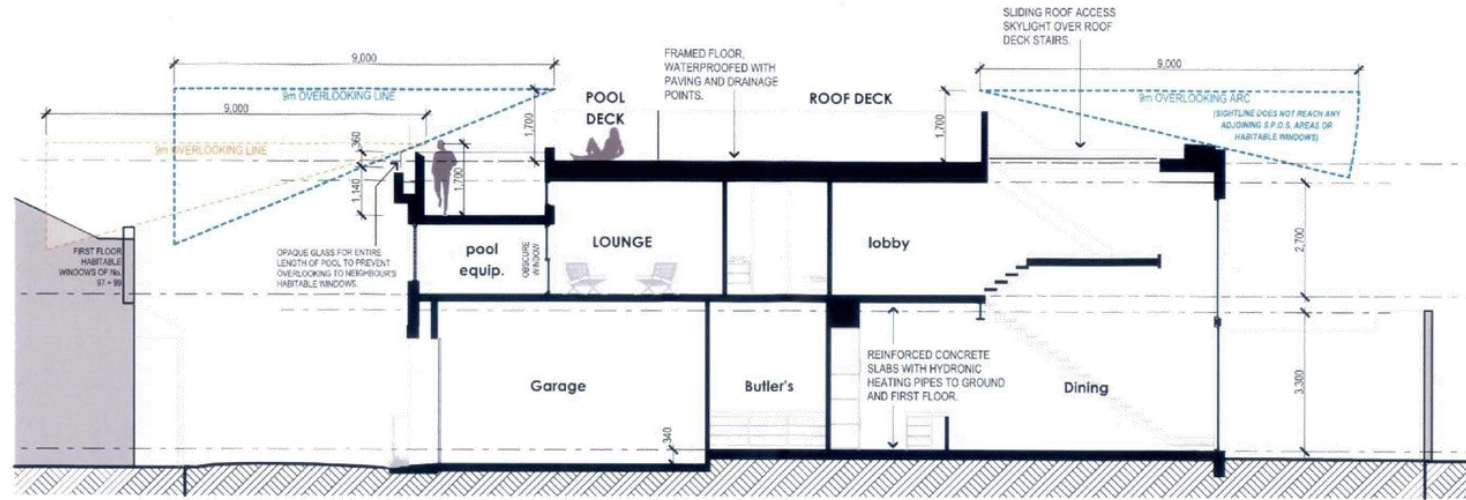 SLIDING ROOF ACCESS
SKYLIGHT OVER ROOF
DECK STAIRS.
9,000
FRAMED FLOOR,
WATERPROOFED WITH
PAVING AND DRAINAGE
POINTS.
9,000
9m OVERLOOKING LINE
POOL
DECK
ROOF DECK
9m OVERLOOKING ARC
(SIGHTLINE DOES NOT REACH ANY
ADJOINING S.P.O.S. AREAS OR
HABITABLE WINDOWS)
9,000
1,700
1,700
360
9m OVERLOOKING LINE
1,140
1,700
FIRST FLOOR
HABITABLE
WINDOWS OF No.
97 + 99
OPAQUE GLASS FOR ENTIRE
LENGTH OF POOL TO PREVENT
OVERLOOKING TO NEIGHBOUR'S
HABITABLE WINDOWS.
pool
equip.
OBSCURE
WINDOW
LOUNGE
lobby
2,700
REINFORCED CONCRETE
SLABS WITH HYDRONIC
HEATING PIPES TO GROUND
AND FIRST FLOOR.
Garage
Butler's
Dining
3,300
340